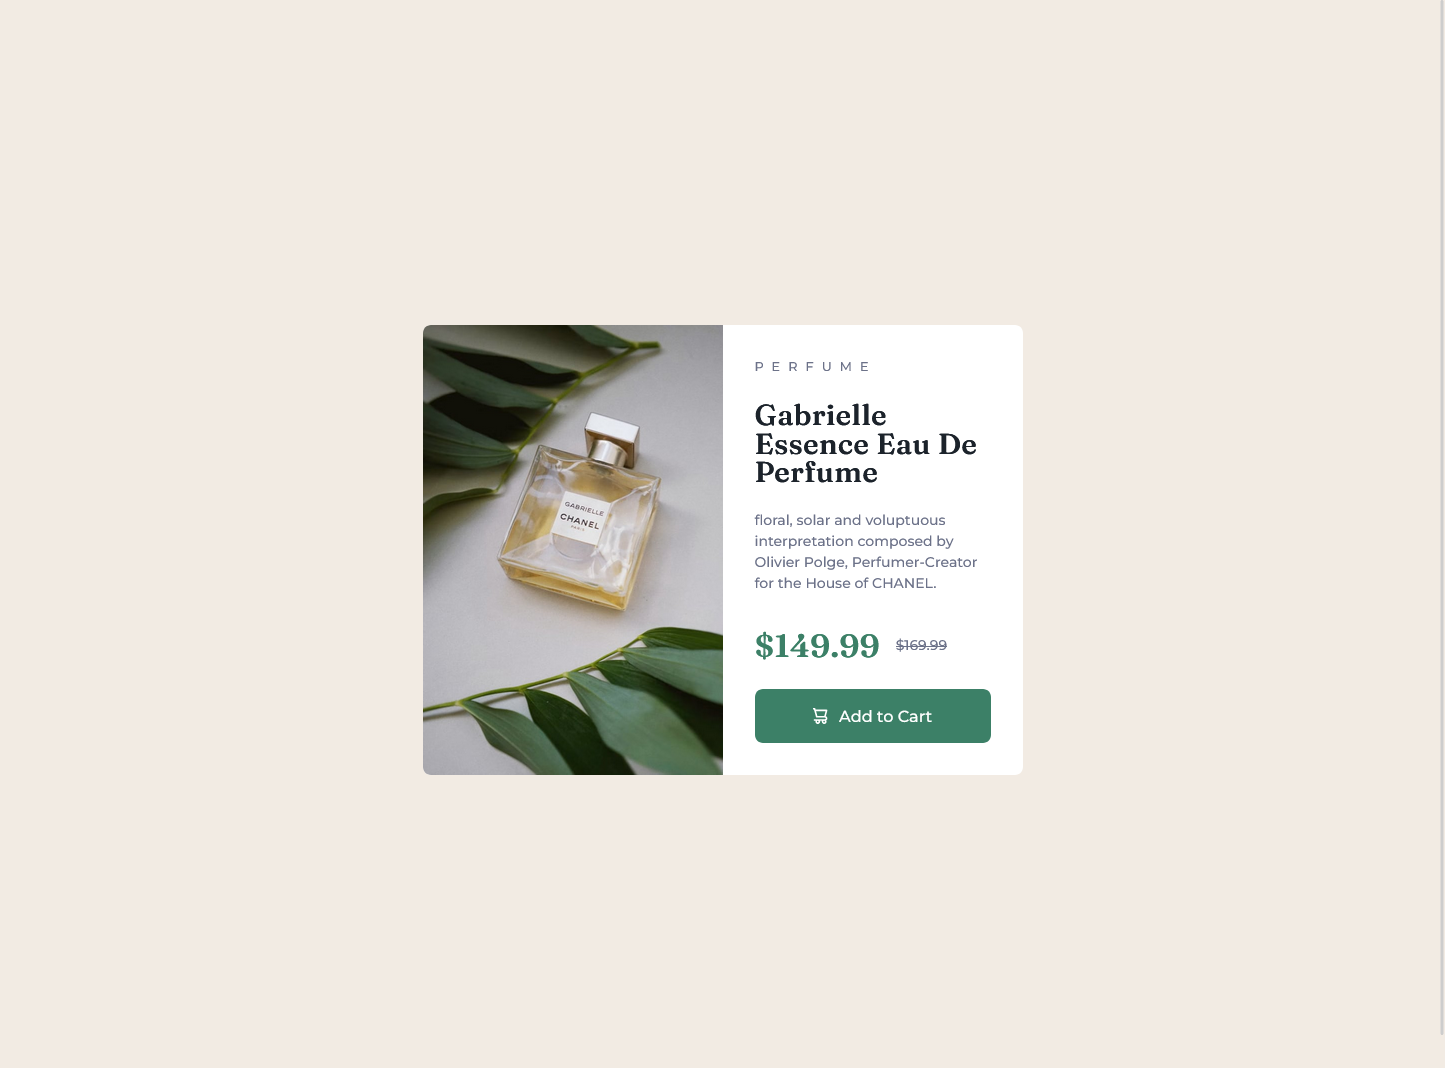 GABRIELLE
CHANEL
PARIS
PERFUME
Gabrielle
Essence Eau De
Perfume
floral, solar and voluptuous
interpretation composed by
Olivier Polge, Perfumer-Creator
for the House of CHANEL.
$149.99 $169.99
Add to Cart